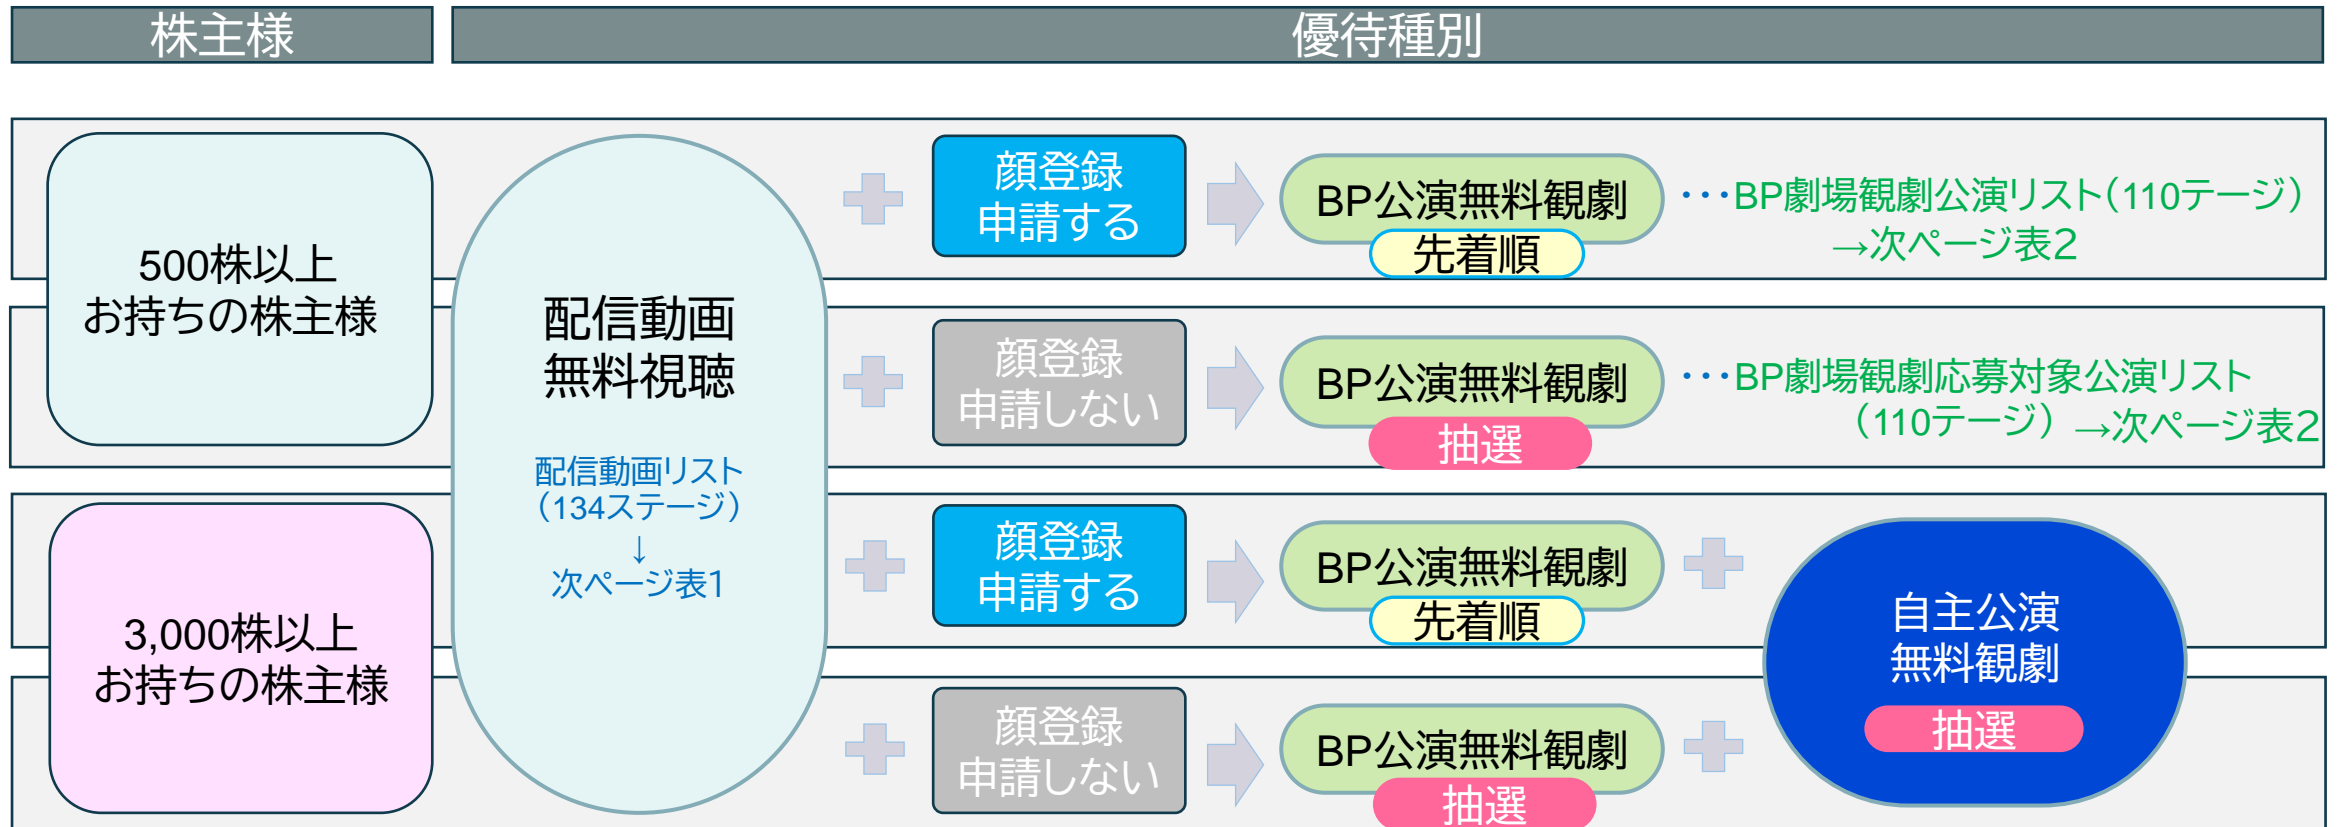 株主様
優待種別
500株以上
お持ちの株主様
配信動画
無料視聴
配信動画リスト
（134ステージ）
↓
次ページ表1
顔登録
申請する
BP公演無料観劇
先着順
･･･BP劇場観劇公演リスト（110テージ）
→次ページ表2
顔登録
申請しない
BP公演無料観劇
抽選
･･･BP劇場観劇応募対象公演リスト
（110テージ）→次ページ表2
3,000株以上
お持ちの株主様
顔登録
申請する
BP公演無料観劇
先着順
自主公演
無料観劇
抽選
顔登録
申請しない
BP公演無料観劇
抽選